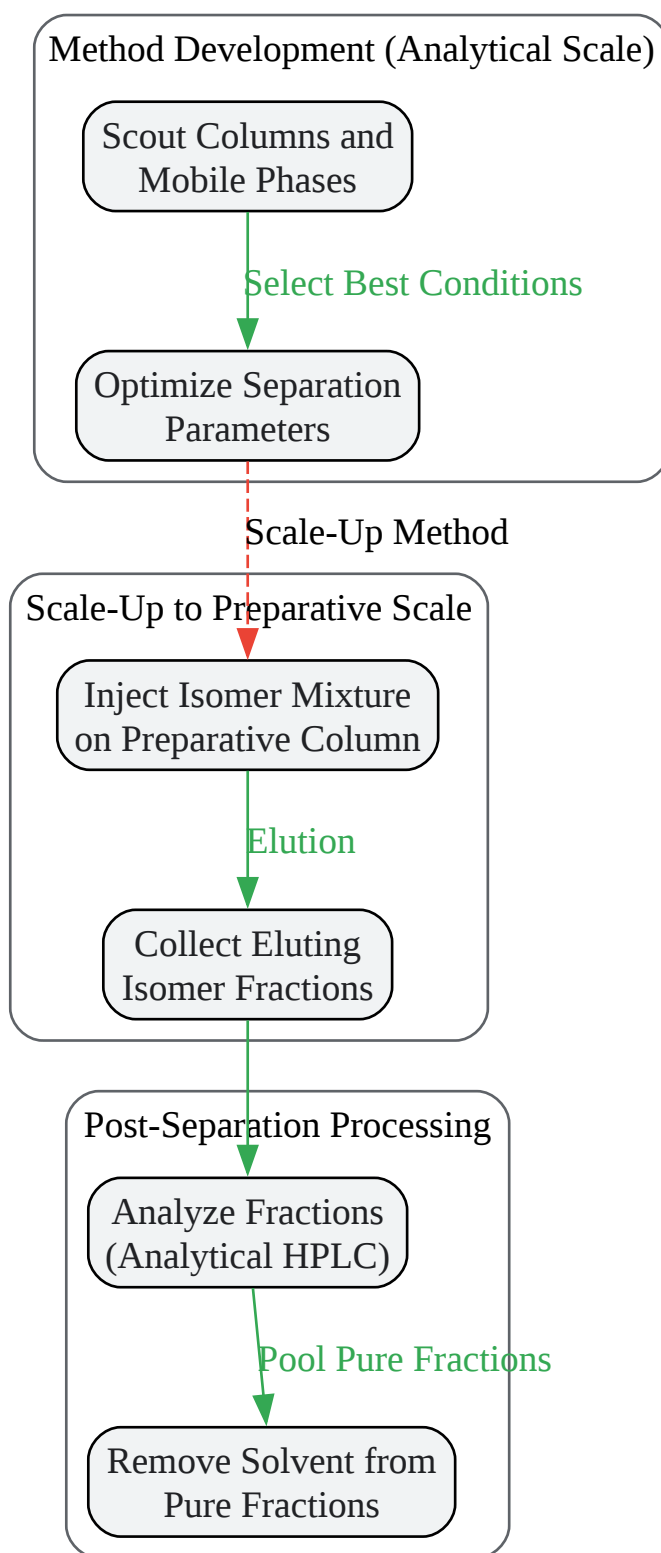 Method Development (Analytical Scale)
Scout Columns and
Mobile Phases
Select Best Conditions
Optimize Separation
Parameters
Scale-Up Method
Scale-Up to Preparative Scale
Inject Isomer Mixture
on Preparative Column
Elution
Collect Eluting
Isomer Fractions
Post-Separation Processing
Analyze Fractions
(Analytical HPLC)
Pool Pure Fractions
Remove Solvent from
Pure Fractions